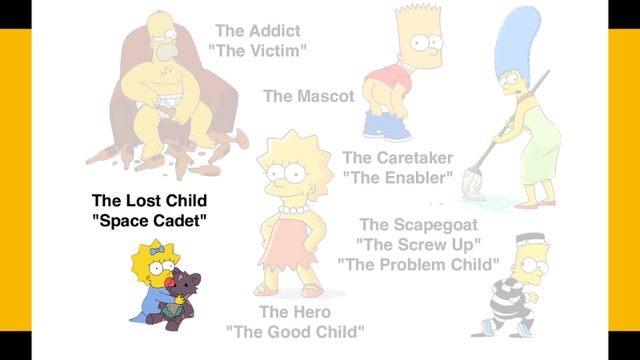 The Addict
"The Victim"
The Mascot
The Caretaker
"The Enabler"
The Lost Child
"Space Cadet"
The Scapegoat
"The Screw Up"
"The Problem Child"
The Hero
"The Good Child"